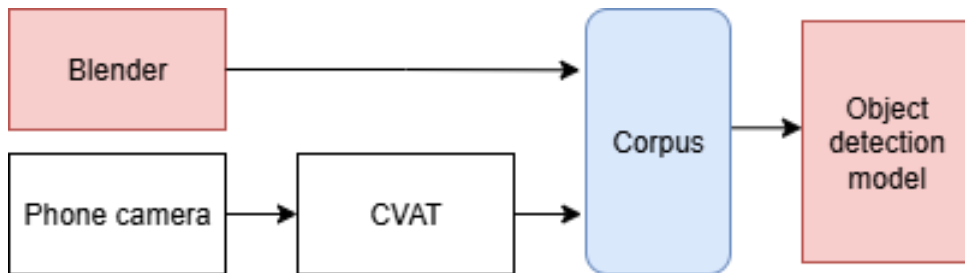 Blender
Phone camera
CVAT
Corpus
Object
detection
model